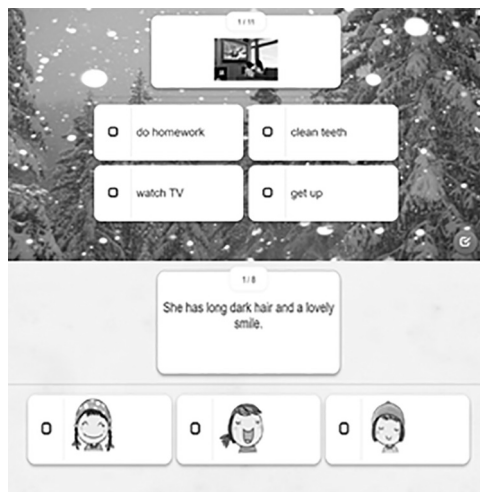 1 / 11
do homework
clean teeth
watch TV
get up
1 / 8
She has long dark hair and a lovely
smile.